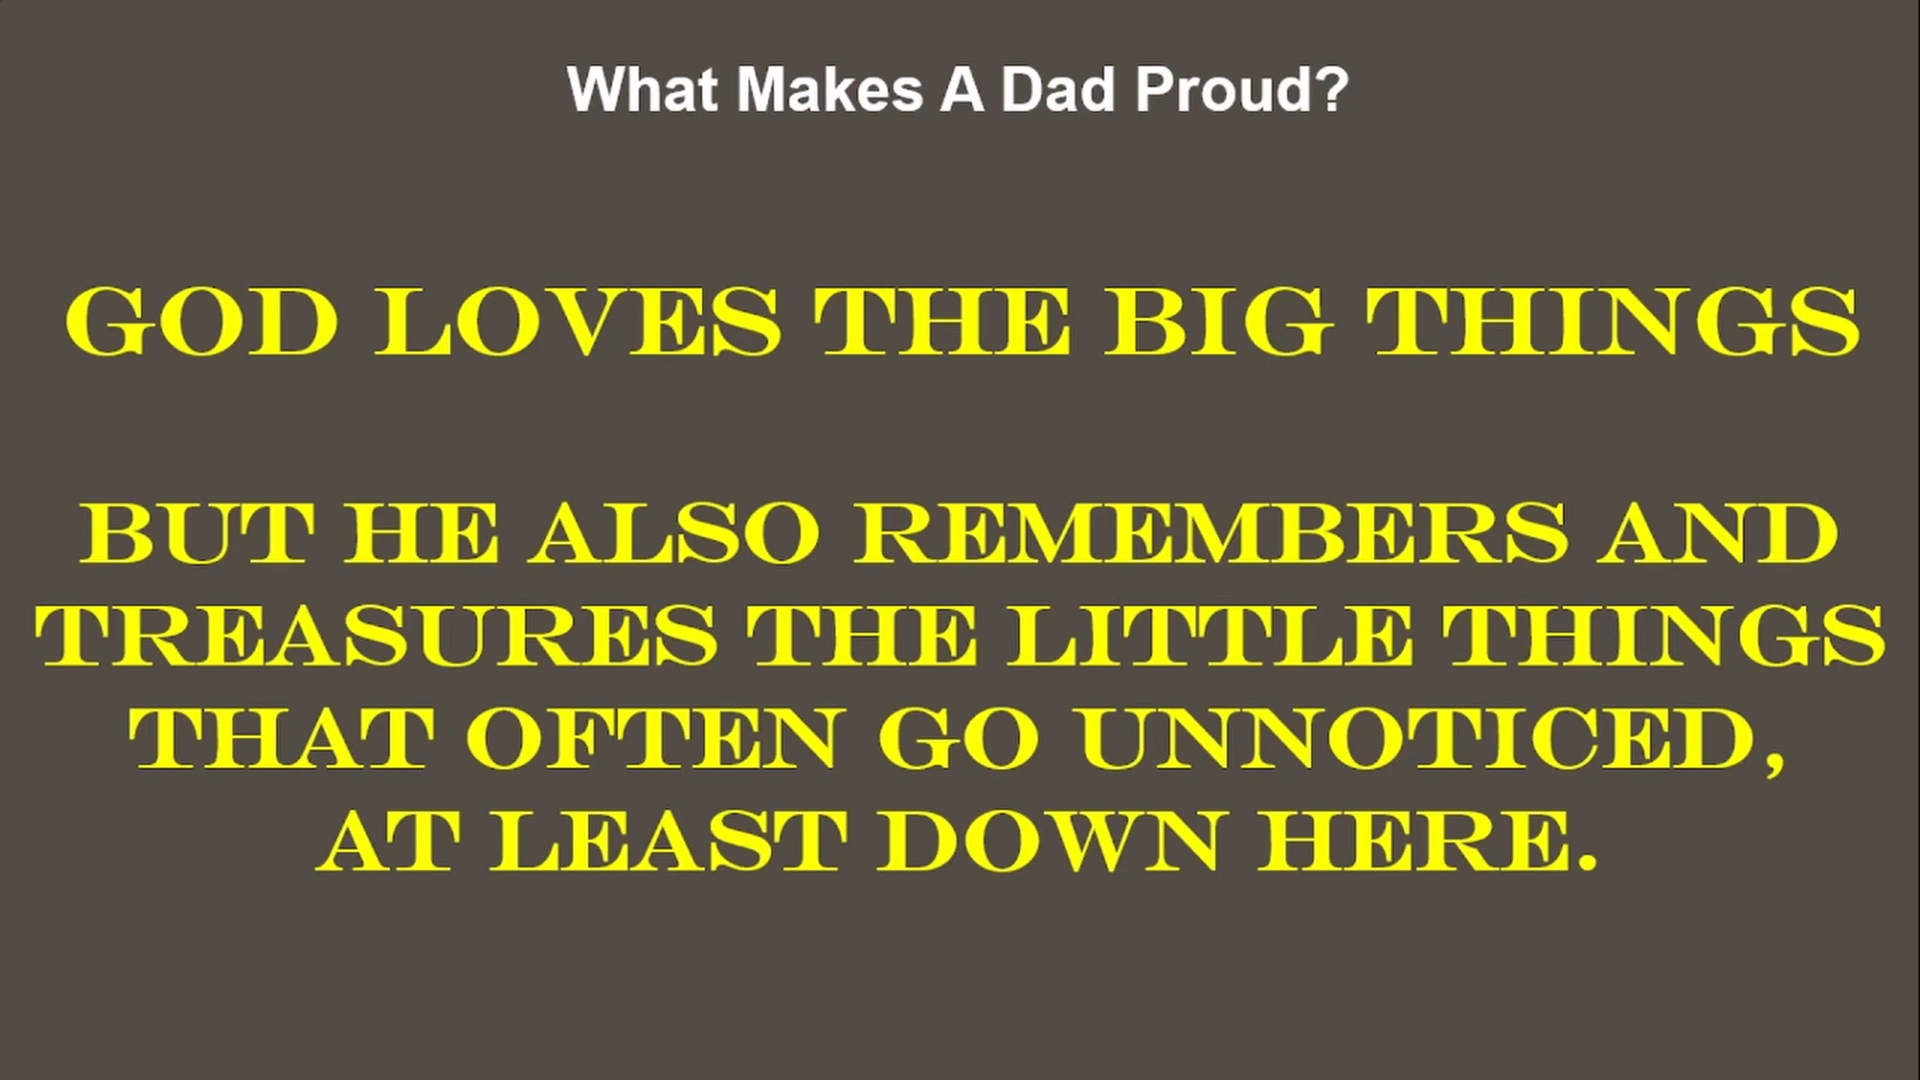 What Makes A Dad Proud?
GOD LOVES THE BIG THINGS
BUT HE ALSO REMEMBERS AND
TREASURES THE LITTLE THINGS
THAT OFTEN GO UNNOTICED,
AT LEAST DOWN HERE.